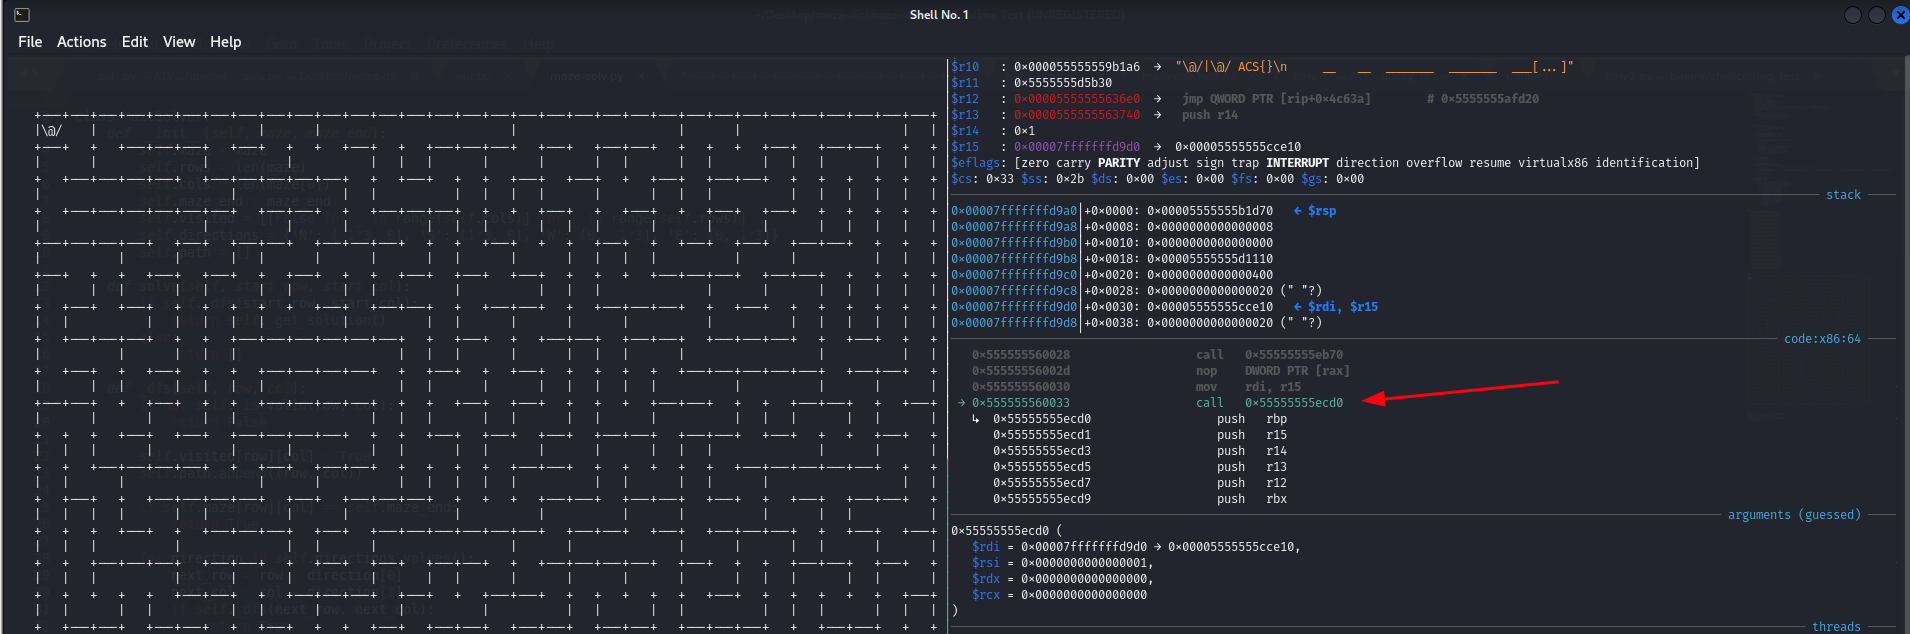 Shell No. 1
File Actions Edit View Help
\@/
$r10 : 0×000055555559b1a6 → "\@/|\@/ ACS{}\n __ __ _______ _______ ___[...]"
$r11 : 0×5555555d5b30
$r12 : 0×00005555555636e0 → jmp QWORD PTR [rip+0×4c63a] # 0×5555555afd20
$r13 : 0×0000555555563740 → push r14
$r14 : 0×1
$r15 : 0×00007fffffffd9d0 → 0×00005555555cce10
$eflags: [zero carry PARITY adjust sign trap INTERRUPT direction overflow resume virtualx86 identification]
$cs: 0×33 $ss: 0×2b $ds: 0×00 $es: 0×00 $fs: 0×00 $gs: 0×00
stack
0×00007fffffffd9a0│+0×0000: 0×00005555555b1d70 ← $rsp
0×00007fffffffd9a8│+0×0008: 0×0000000000000008
0×00007fffffffd9b0│+0×0010: 0×0000000000000000
0×00007fffffffd9b8│+0×0018: 0×00005555555d1110
0×00007fffffffd9c0│+0×0020: 0×0000000000000400
0×00007fffffffd9c8│+0×0028: 0×0000000000000020 (" "?)
0×00007fffffffd9d0│+0×0030: 0×00005555555cce10 ← $rdi, $r15
0×00007fffffffd9d8│+0×0038: 0×0000000000000020 (" "?)
code:x86:64
0×555555560028 call 0×55555555eb70
0×55555556002d nop DWORD PTR [rax]
0×555555560030 mov rdi, r15
→ 0×555555560033 call 0×55555555ecd0
↳ 0×55555555ecd0 push rbp
0×55555555ecd1 push r15
0×55555555ecd3 push r14
0×55555555ecd5 push r13
0×55555555ecd7 push r12
0×55555555ecd9 push rbx
arguments (guessed)
0×55555555ecd0 (
$rdi = 0×00007fffffffd9d0 → 0×00005555555cce10,
$rsi = 0×0000000000000001,
$rdx = 0×0000000000000000,
$rcx = 0×0000000000000000
)
threads